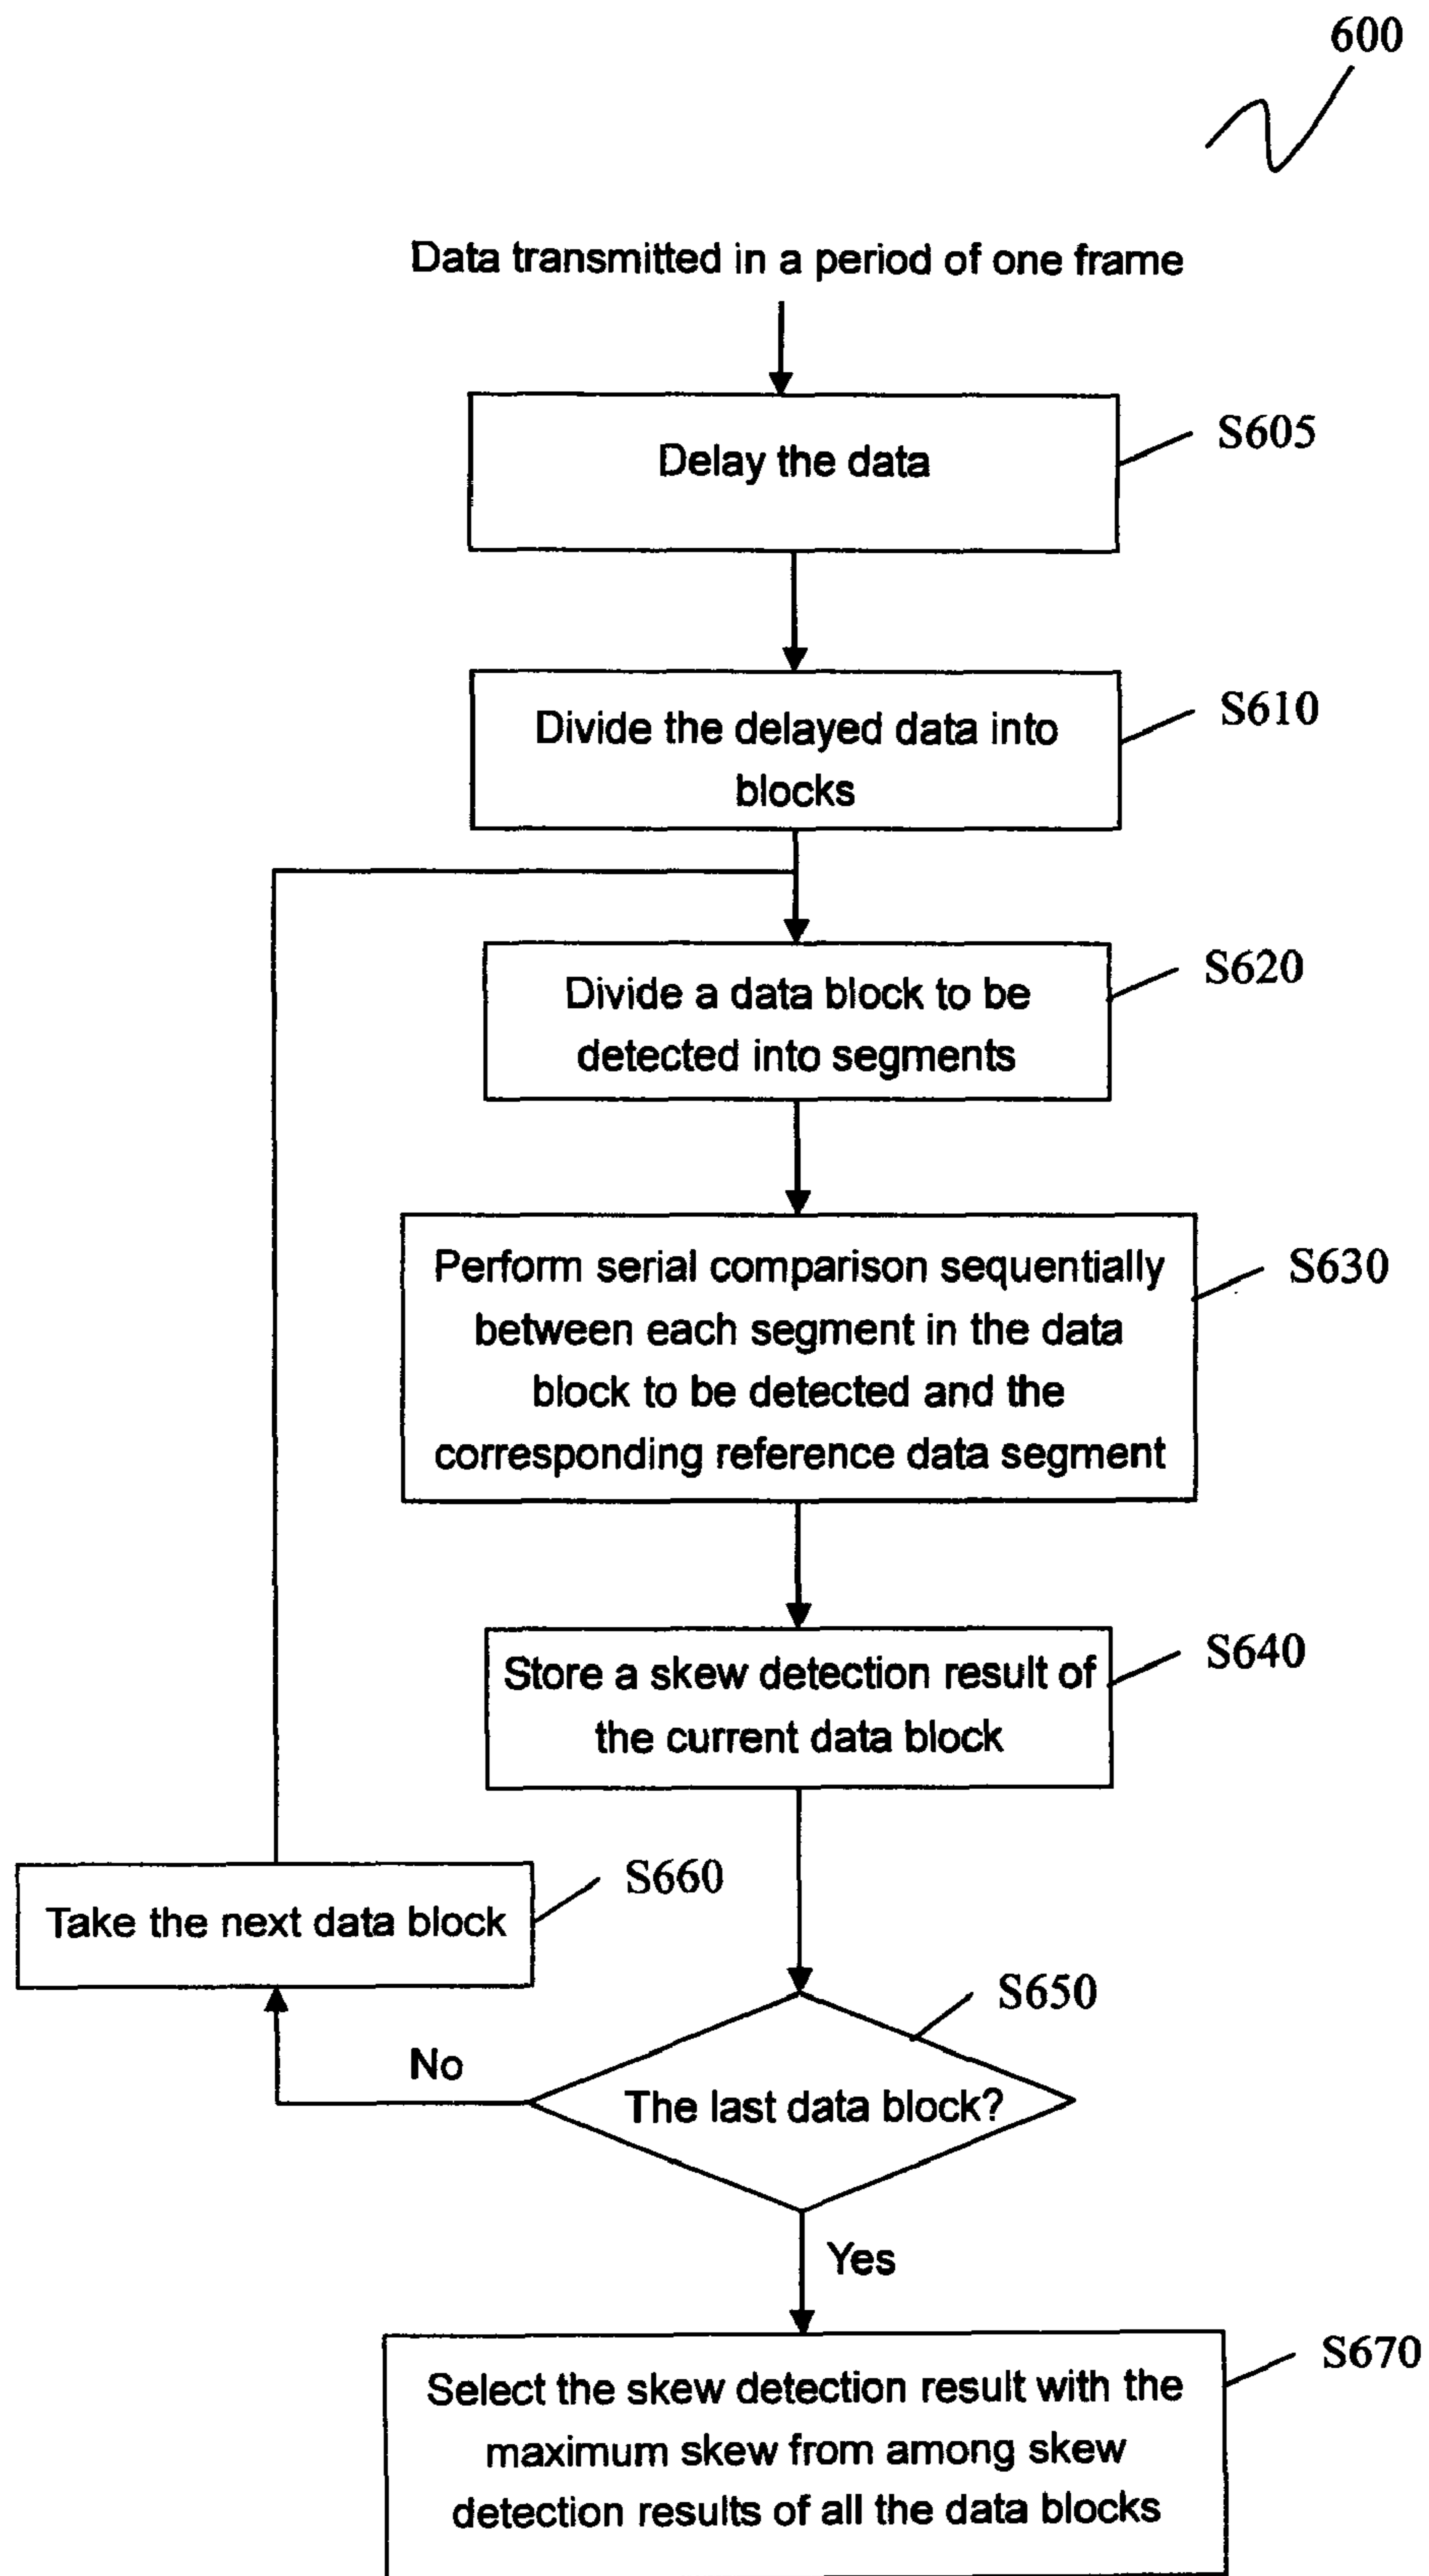 600
Data transmitted in a period of one frame
Delay the data
S605
Divide the delayed data into
blocks
S610
Divide a data block to be
detected into segments
S620
Perform serial comparison sequentially
between each segment in the data
block to be detected and the
corresponding reference data segment
S630
Store a skew detection result of
the current data block
S640
Take the next data block
S660
S650
No
The last data block?
Yes
Select the skew detection result with the
maximum skew from among skew
detection results of all the data blocks
S670